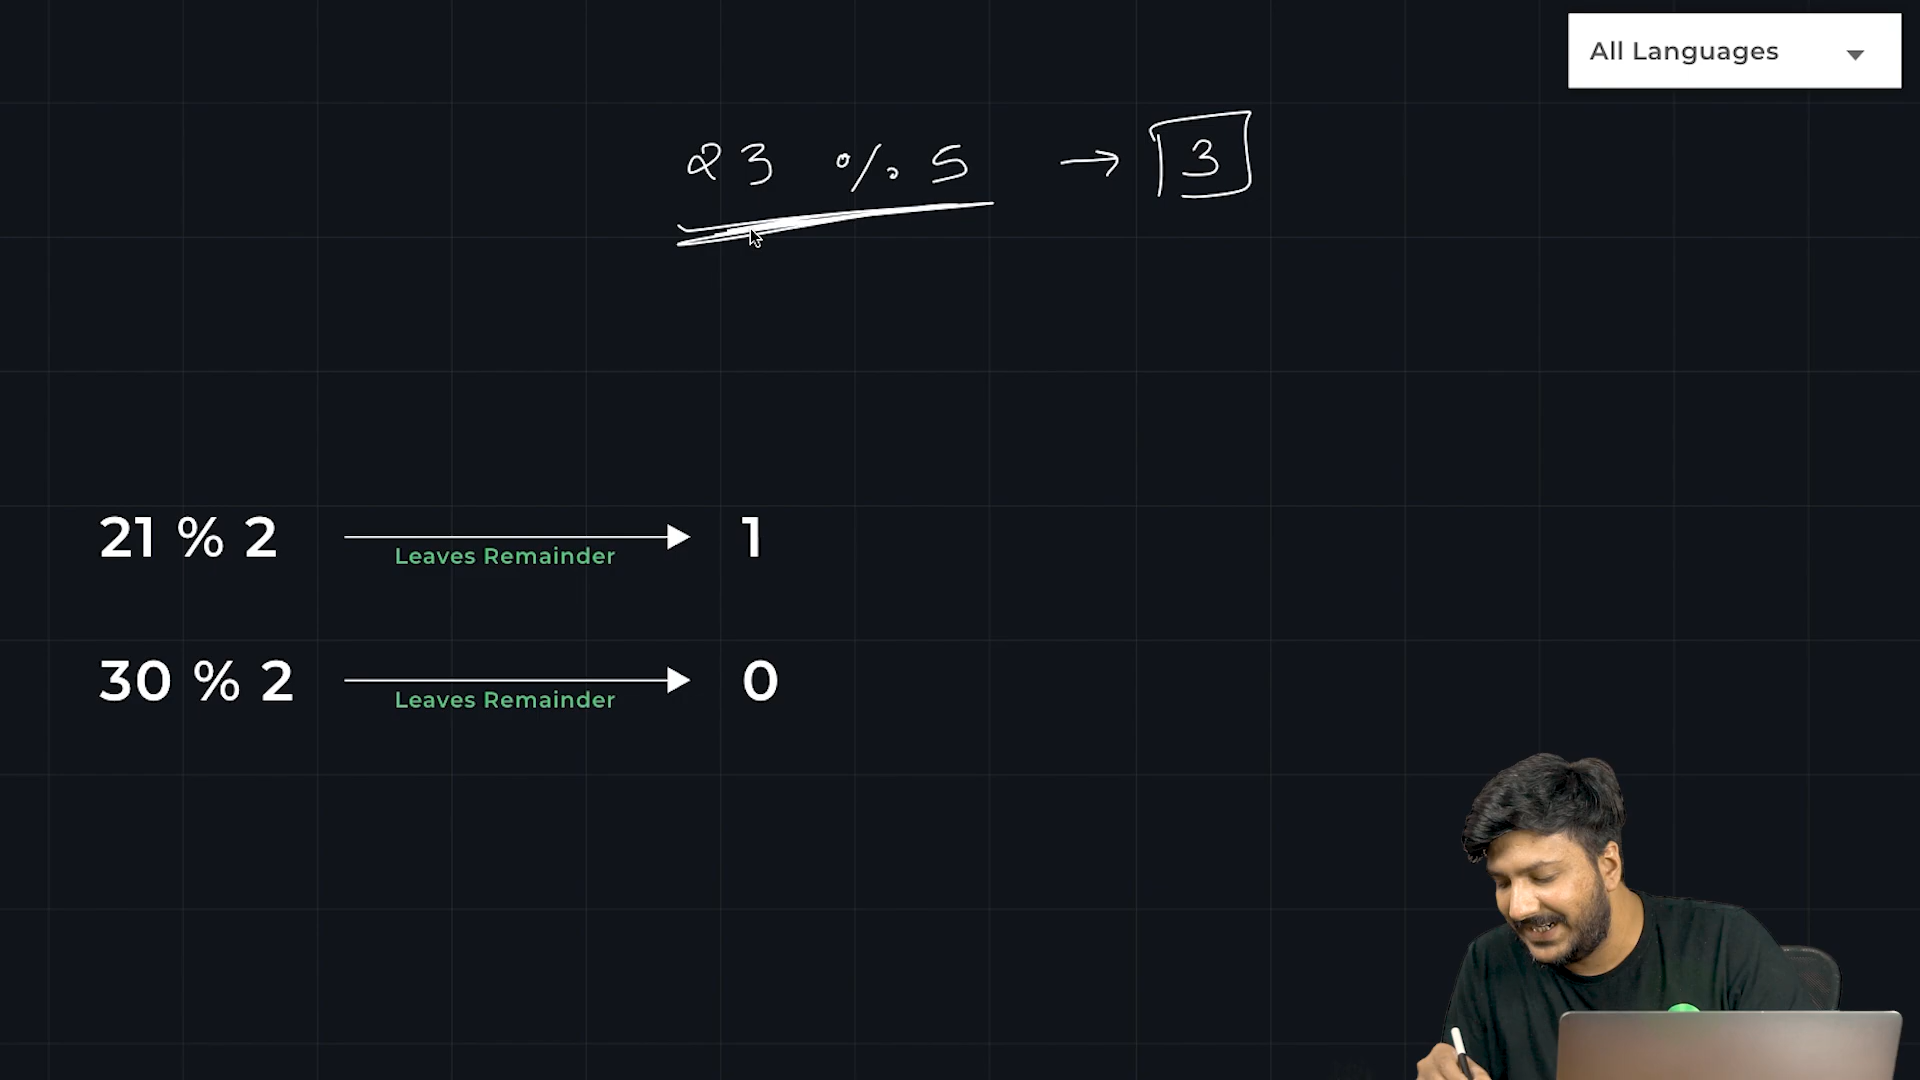 All Languages
23 % 5 → 3
21 % 2 Leaves Remainder 1
30 % 2 Leaves Remainder 0